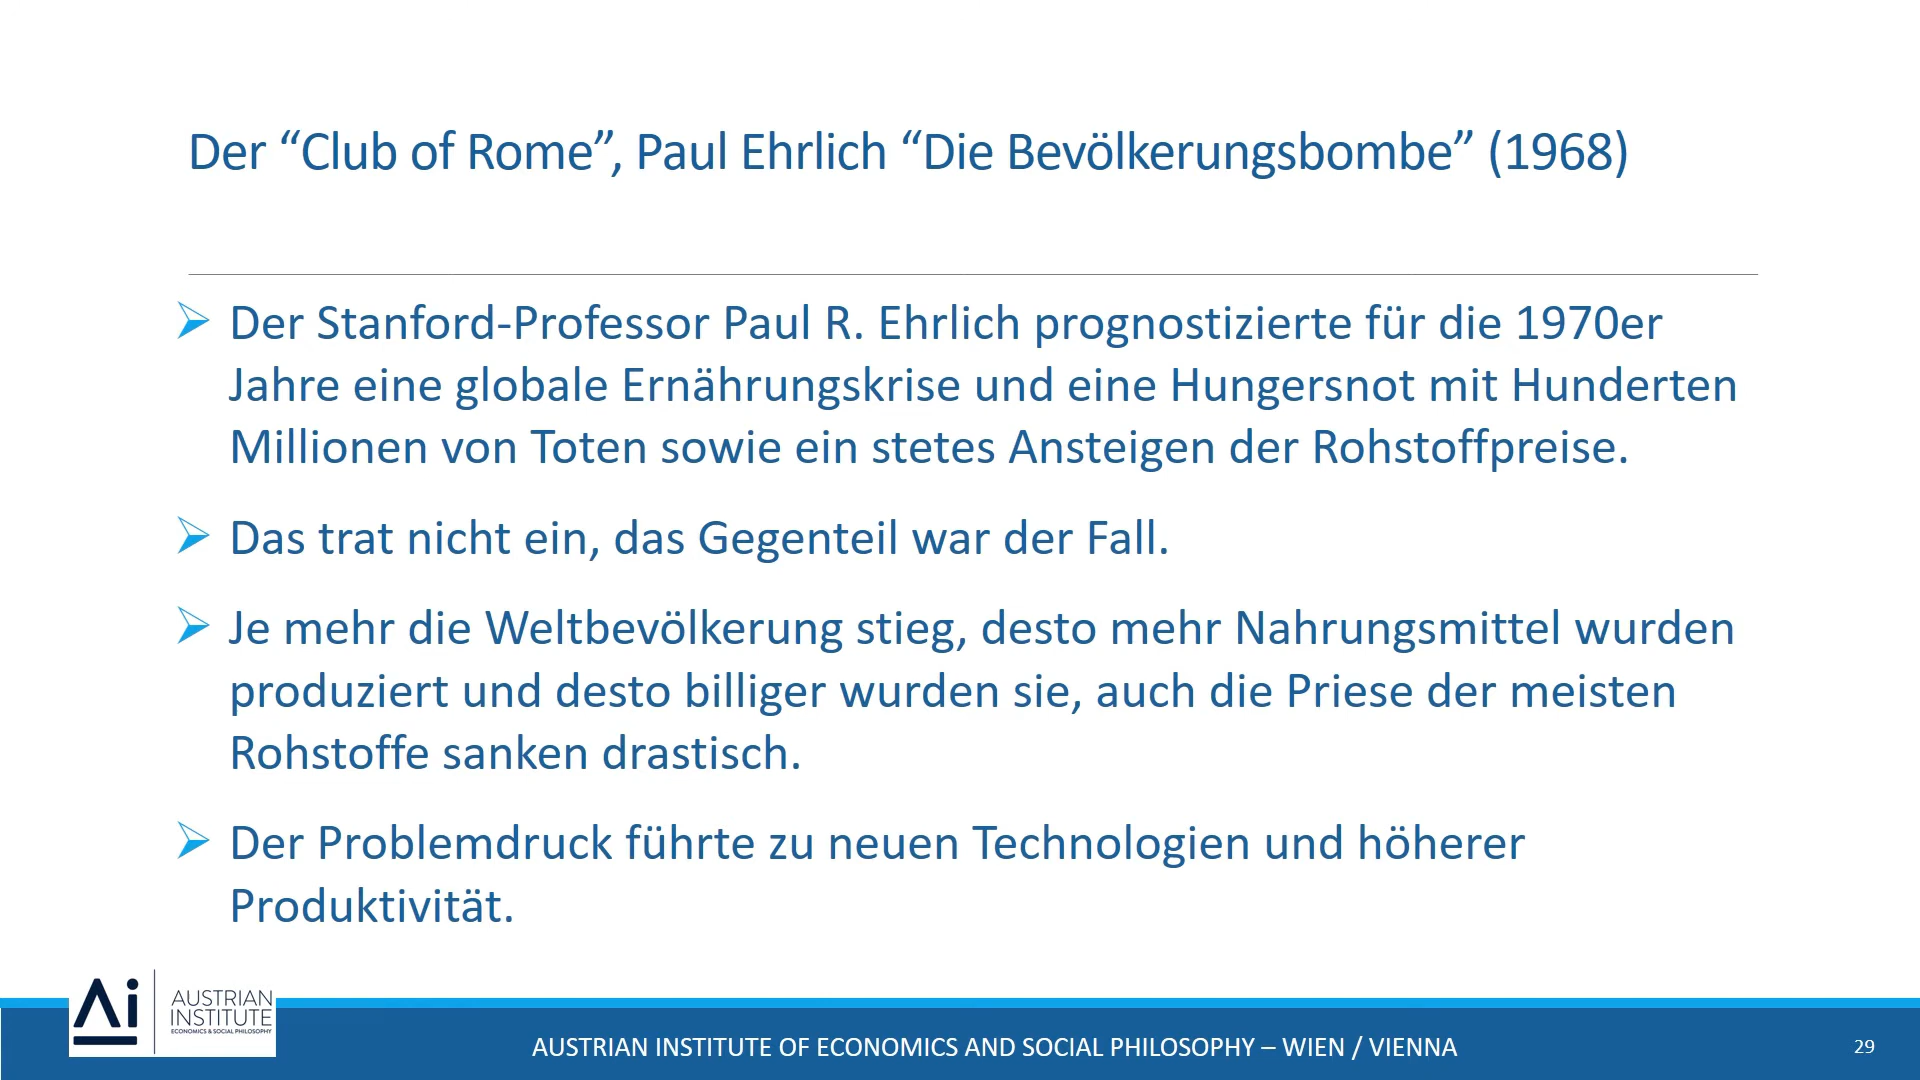 Der “Club of Rome”, Paul Ehrlich “Die Bevölkerungsbombe” (1968)
Der Stanford-Professor Paul R. Ehrlich prognostizierte für die 1970er
Jahre eine globale Ernährungskrise und eine Hungersnot mit Hunderten
Millionen von Toten sowie ein stetes Ansteigen der Rohstoffpreise.
Das trat nicht ein, das Gegenteil war der Fall.
Je mehr die Weltbevölkerung stieg, desto mehr Nahrungsmittel wurden
produziert und desto billiger wurden sie, auch die Priese der meisten
Rohstoffe sanken drastisch.
Der Problemdruck führte zu neuen Technologien und höherer
Produktivität.
Ai
AUSTRIAN
INSTITUTE
ECONOMICS & SOCIAL PHILOSOPHY
AUSTRIAN INSTITUTE OF ECONOMICS AND SOCIAL PHILOSOPHY – WIEN / VIENNA
29